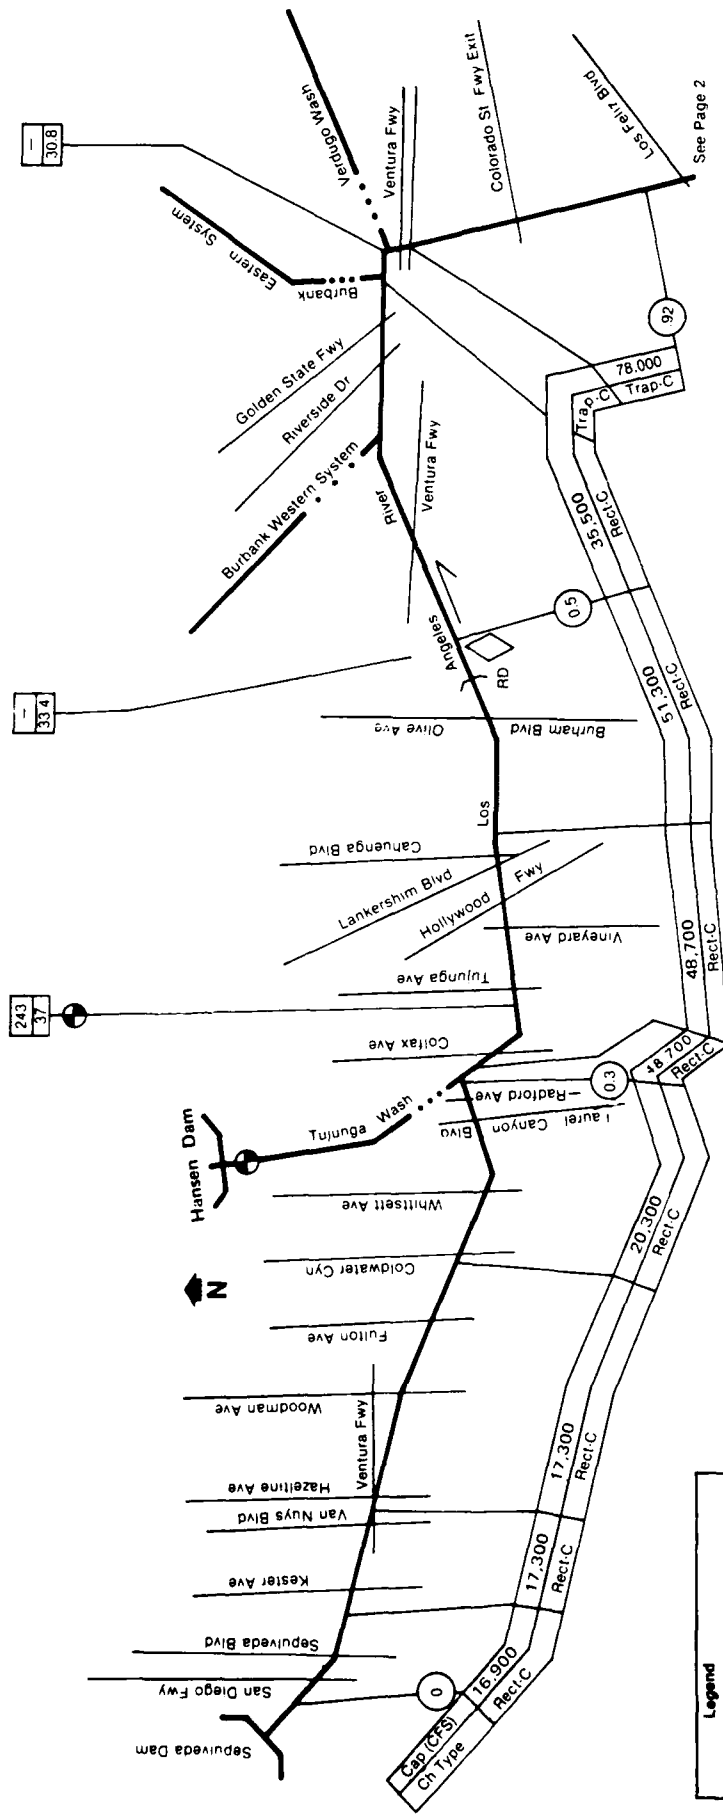 Sepulveda Dam
San Diego Fwy
Sepulveda Blvd
Kester Ave
Van Nuys Blvd
Hazeltine Ave
Ventura Fwy
Woodman Ave
Fulton Ave
Coldwater Cyn
Whittsett Ave
N
Hansen Dam
Tujunga Wash
Laurel Canyon Blvd
Radford Ave
Colfax Ave
243
37
Tujunga Ave
Vineyard Ave
Hollywood Fwy
Lankershim Blvd
Cahuenga Blvd
Los Angeles River
Olive Ave
Burham Blvd
33.4
RD
Ventura Fwy
Burbank Western System
Riverside Dr
Golden State Fwy
Burbank
Eastern
System
30.8
Verdugo Wash
Ventura Fwy
Colorado St Fwy Exit
Los Feliz Blvd
See Page 2
Cap (CFS)
Ch Type
0
16,900
Rect-C
17,300
Rect-C
17,300
Rect-C
20,300
Rect-C
0.3
48,700
Rect-C
48,700
Rect-C
51,300
Rect-C
0.5
35,500
Rect-C
Trap-C
78,000
Trap-C
.92
Legend